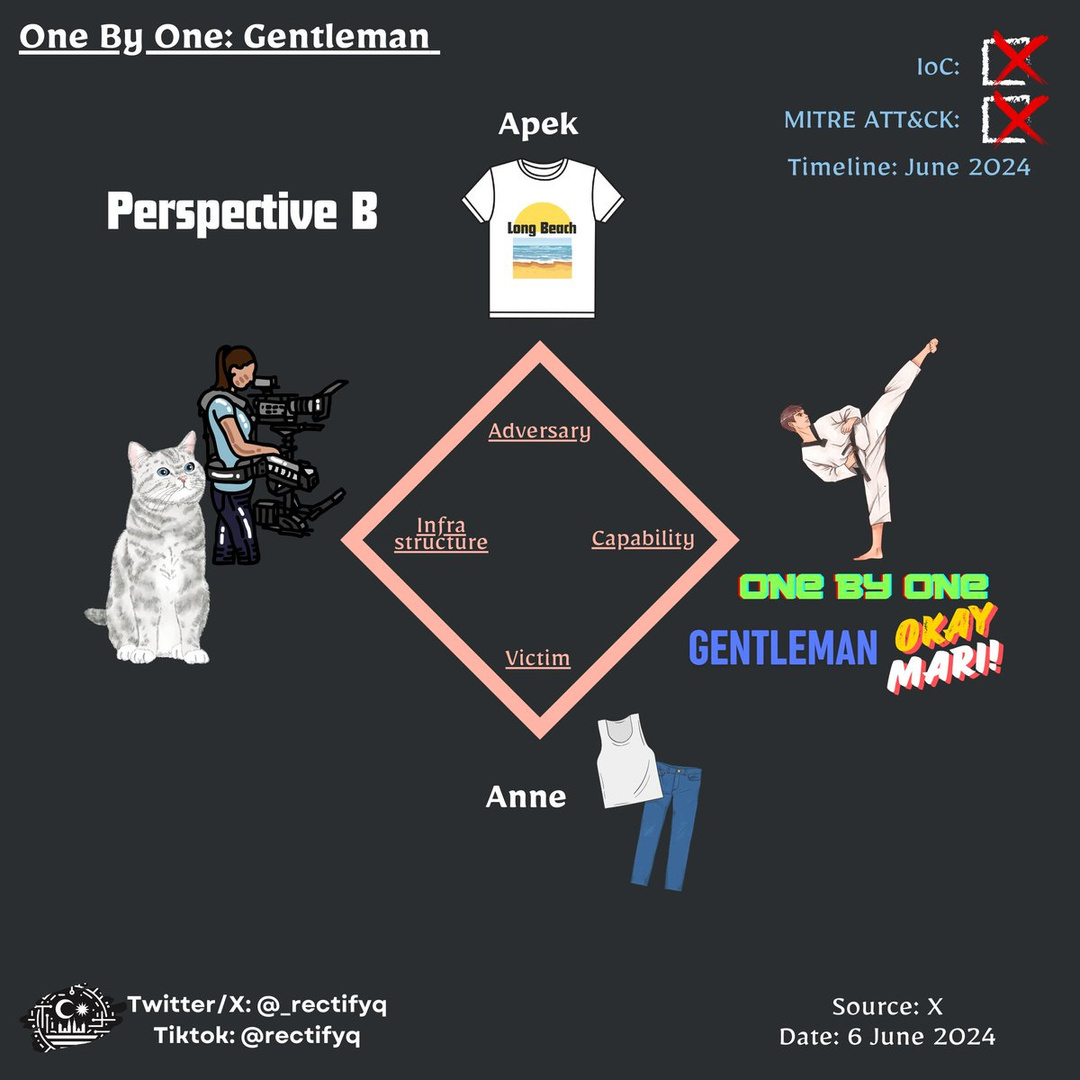 One By One: Gentleman
IoC:
MITRE ATT&CK:
Timeline: June 2024
Apek
Perspective B
Long Beach
Adversary
Infra
structure
Capability
Victim
ONE BY ONE
GENTLEMAN
OKAY
MARI!!
Anne
Twitter/X: @_rectifyq
Tiktok: @rectifyq
Source: X
Date: 6 June 2024